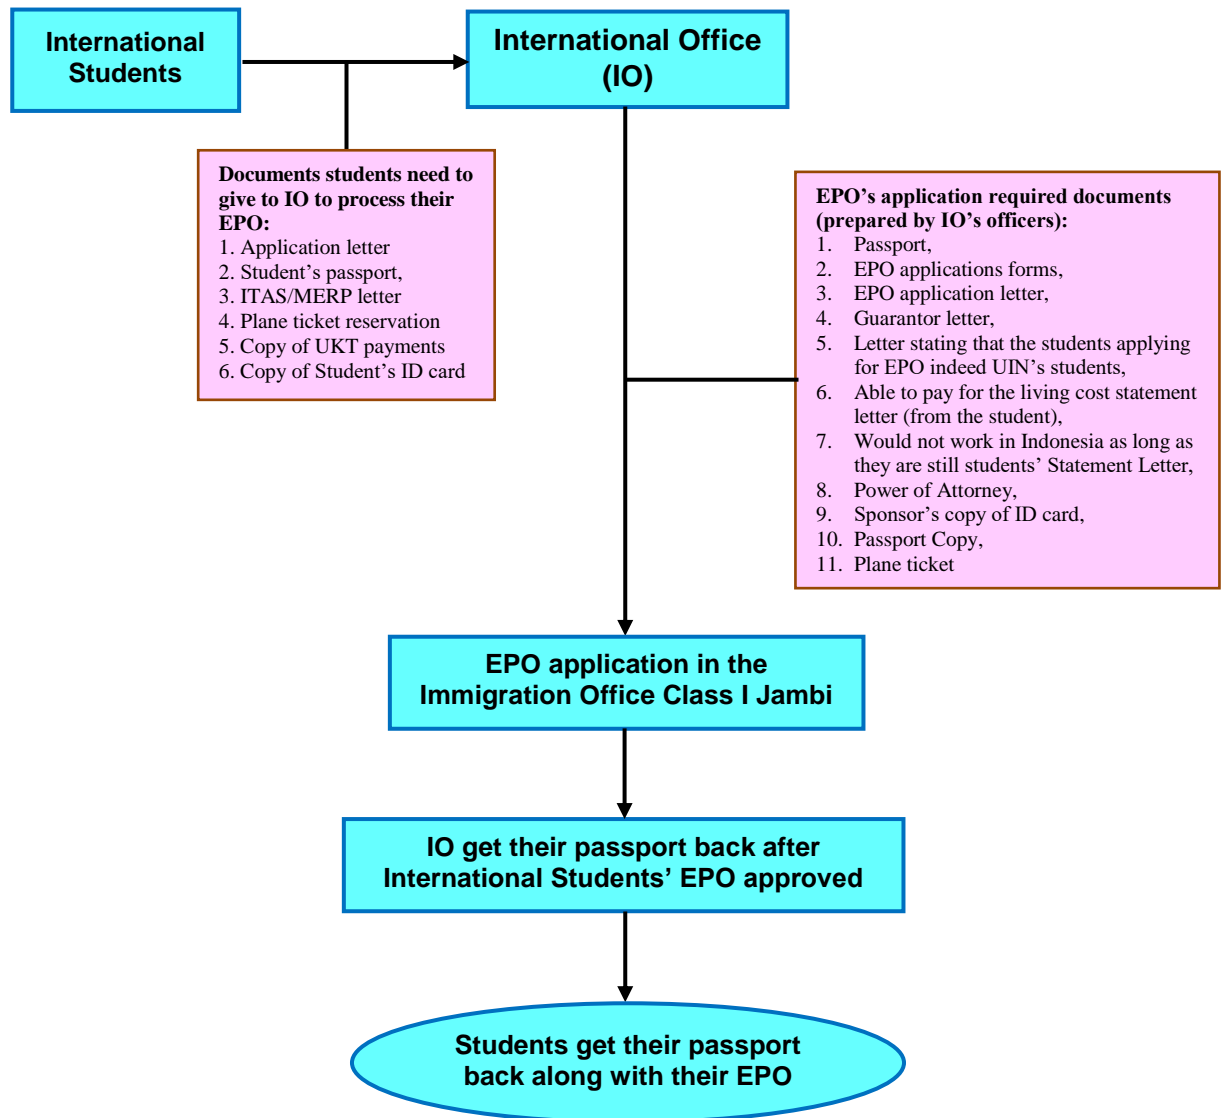 International
Students
International Office
(IO)
Documents students need to
give to IO to process their
EPO:
1. Application letter
2. Student’s passport,
3. ITAS/MERP letter
4. Plane ticket reservation
5. Copy of UKT payments
6. Copy of Student’s ID card
EPO’s application required documents
(prepared by IO’s officers):
1. Passport,
2. EPO applications forms,
3. EPO application letter,
4. Guarantor letter,
5. Letter stating that the students applying
for EPO indeed UIN’s students,
6. Able to pay for the living cost statement
letter (from the student),
7. Would not work in Indonesia as long as
they are still students’ Statement Letter,
8. Power of Attorney,
9. Sponsor’s copy of ID card,
10. Passport Copy,
11. Plane ticket
EPO application in the
Immigration Office Class I Jambi
IO get their passport back after
International Students’ EPO approved
Students get their passport
back along with their EPO